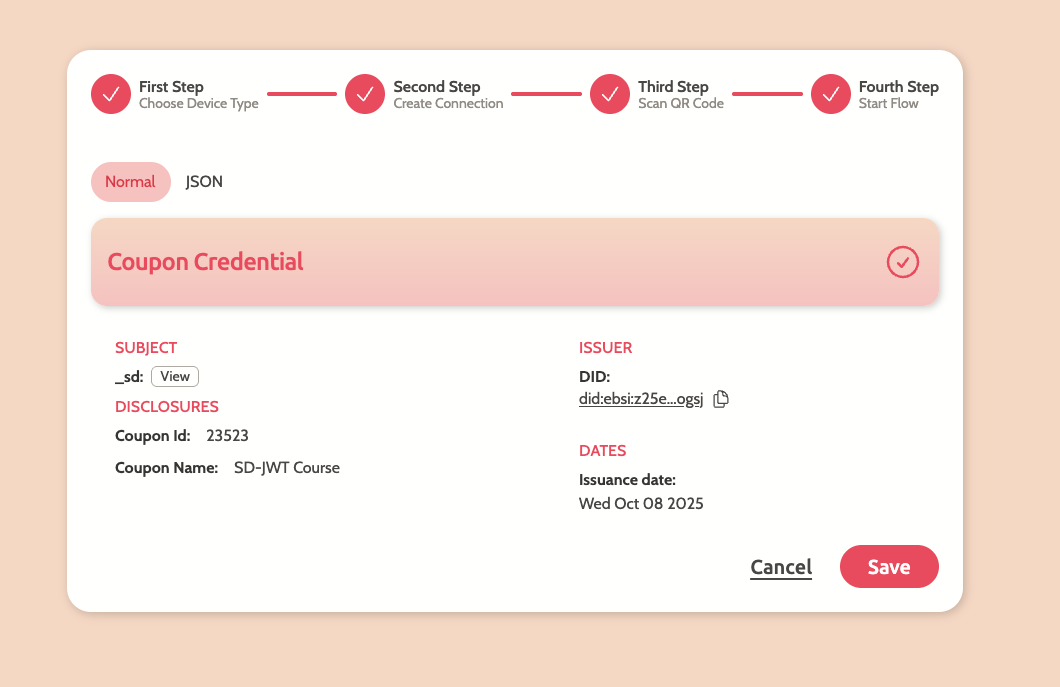 First Step
Choose Device Type
Second Step
Create Connection
Third Step
Scan QR Code
Fourth Step
Start Flow
Normal
JSON
Coupon Credential
SUBJECT
_sd: View
DISCLOSURES
Coupon Id: 23523
Coupon Name: SD-JWT Course
ISSUER
DID:
did:ebsi:z25e...ogsj
DATES
Issuance date:
Wed Oct 08 2025
Cancel
Save